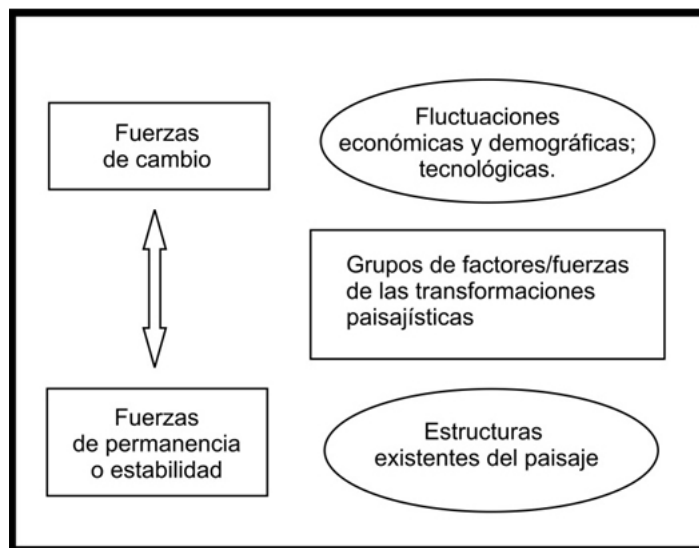 Fuerzas
de cambio
Fluctuaciones
económicas y demográficas;
tecnológicas.
Grupos de factores/fuerzas
de las transformaciones
paisajísticas
Fuerzas
de permanencia
o estabilidad
Estructuras
existentes del paisaje